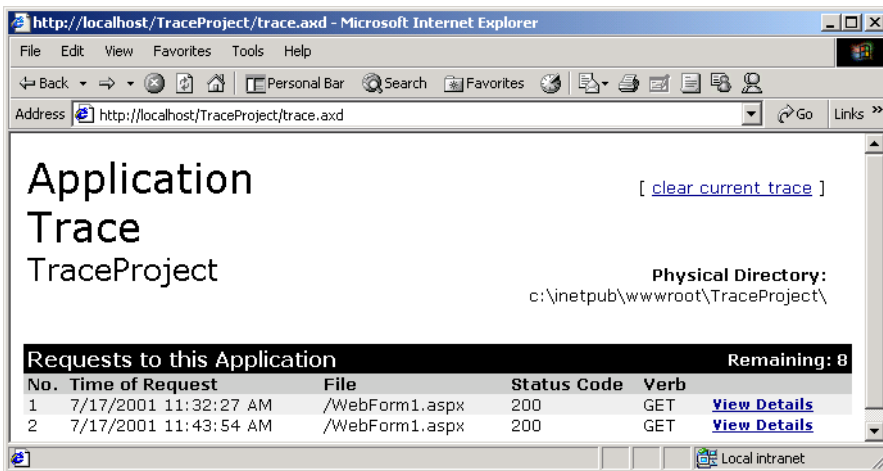 http://localhost/TraceProject/trace.axd - Microsoft Internet Explorer
File Edit View Favorites Tools Help
Back Personal Bar Search Favorites
Address http://localhost/TraceProject/trace.axd Go Links »
Application
Trace
[ clear current trace ]
TraceProject
Physical Directory:
c:\inetpub\wwwroot\TraceProject\
Requests to this Application Remaining: 8
No. Time of Request File Status Code Verb
1 7/17/2001 11:32:27 AM /WebForm1.aspx 200 GET View Details
2 7/17/2001 11:43:54 AM /WebForm1.aspx 200 GET View Details
Local intranet